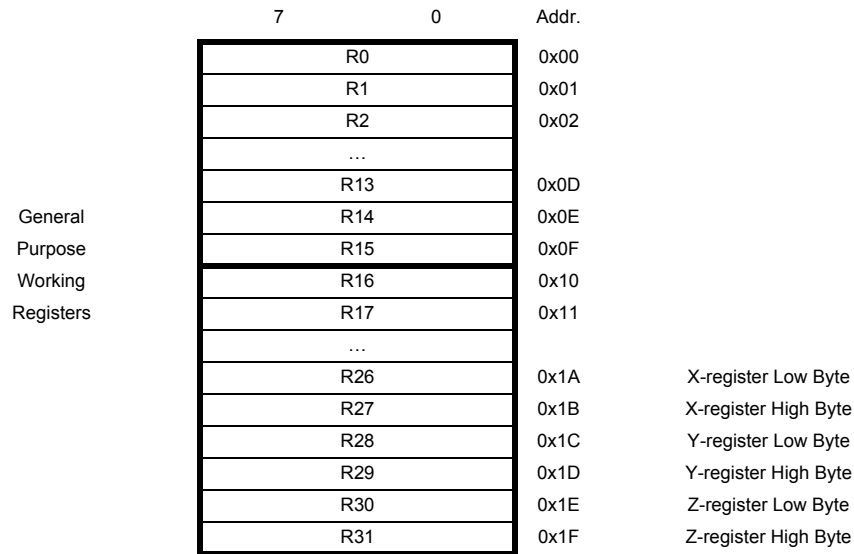 7 0 Addr.
R0 0x00
R1 0x01
R2 0x02
…
R13 0x0D
General R14 0x0E
Purpose R15 0x0F
Working R16 0x10
Registers R17 0x11
…
R26 0x1A X-register Low Byte
R27 0x1B X-register High Byte
R28 0x1C Y-register Low Byte
R29 0x1D Y-register High Byte
R30 0x1E Z-register Low Byte
R31 0x1F Z-register High Byte